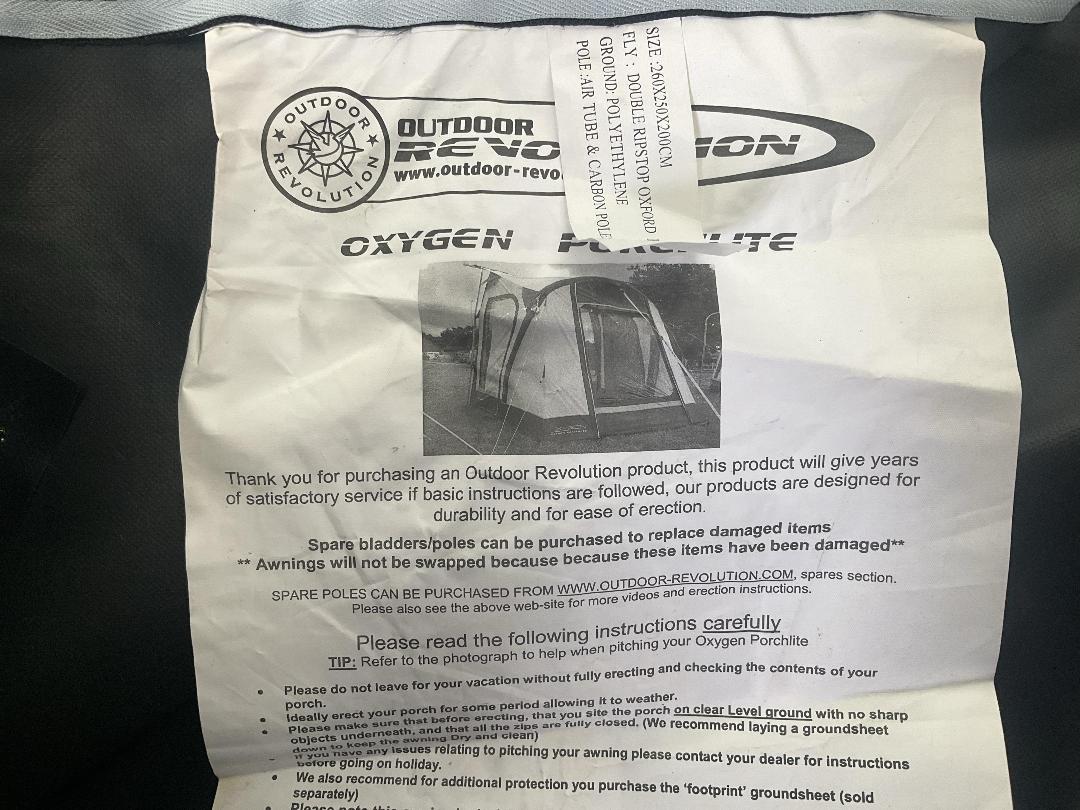 SIZE :260X250X200CM
FLY : DOUBLE RIPSTOP OXFORD
GROUND: POLYETHYLENE
POLE :AIR TUBE & CARBON POLE
OUTDOOR
REVOLUTION
OUTDOOR
REVO ION
www.outdoor-revo
OXYGEN PORCHLITE
Thank you for purchasing an Outdoor Revolution product, this product will give years
of satisfactory service if basic instructions are followed, our products are designed for
durability and for ease of erection.
Spare bladders/poles can be purchased to replace damaged items
** Awnings will not be swapped because because these items have been damaged**
SPARE POLES CAN BE PURCHASED FROM WWW.OUTDOOR-REVOLUTION.COM, spares section.
Please also see the above web-site for more videos and erection instructions.
Please read the following instructions carefully
TIP: Refer to the photograph to help when pitching your Oxygen Porchlite
• Please do not leave for your vacation without fully erecting and checking the contents of your
porch.
• Ideally erect your porch for some period allowing it to weather.
• Please make sure that before erecting, that you site the porch on clear Level ground with no sharp
objects underneath, and that all the zips are fully closed. (We recommend laying a groundsheet
down to keep the awning Dry and clean)
- If you have any issues relating to pitching your awning please contact your dealer for instructions
before going on holiday.
• We also recommend for additional protection you purchase the 'footprint' groundsheet (sold
separately)
• Please note this